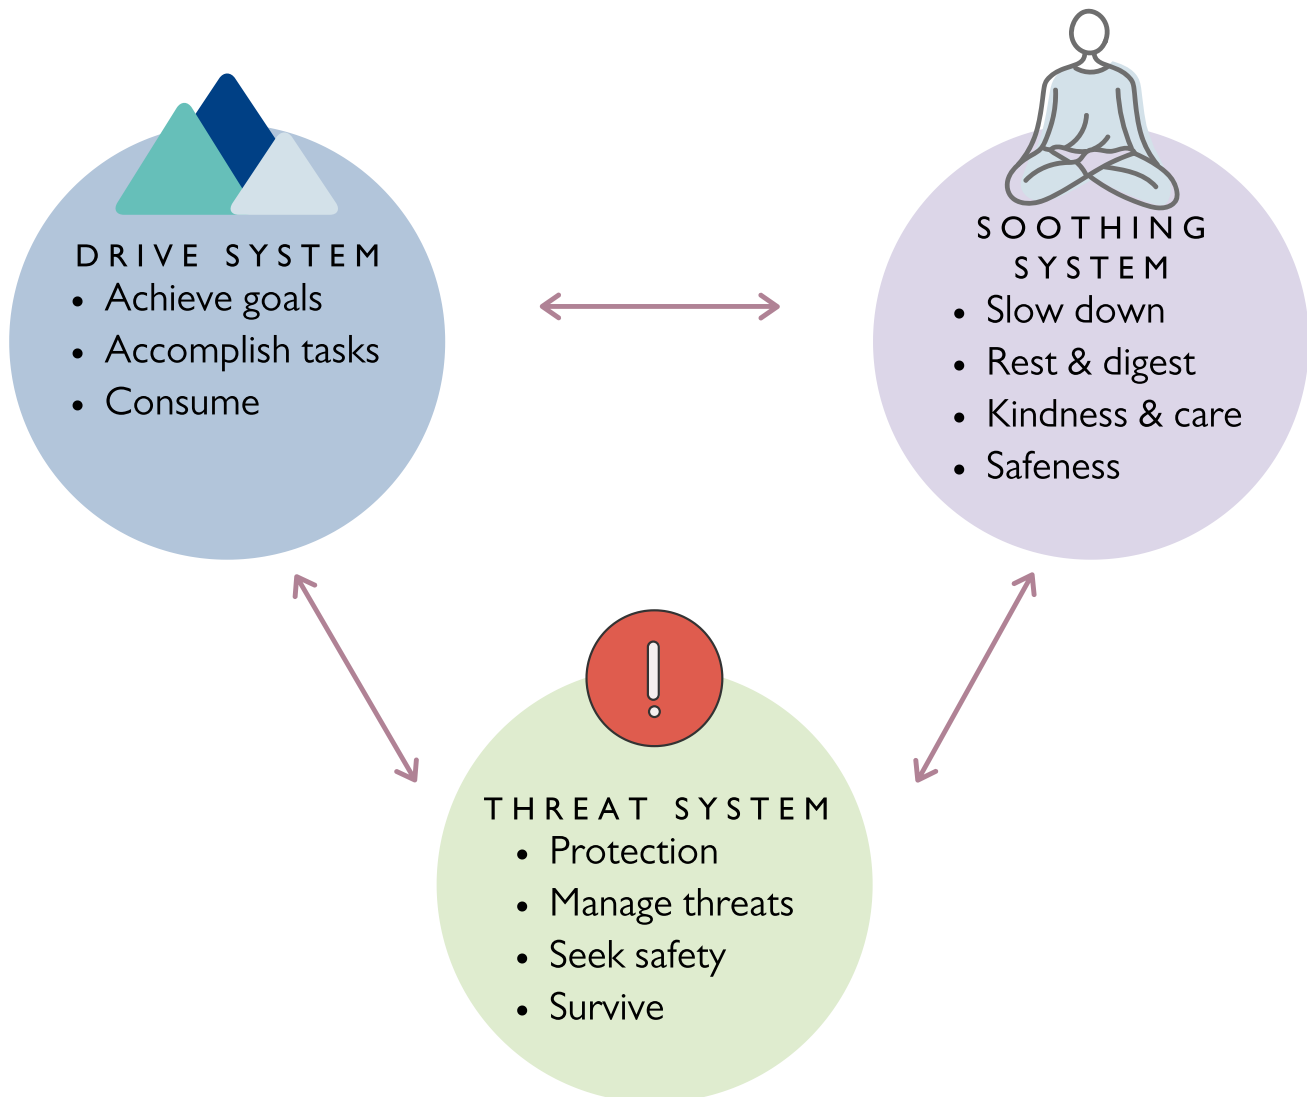 DRIVE SYSTEM
• Achieve goals
• Accomplish tasks
• Consume
SOOTHING
SYSTEM
• Slow down
• Rest & digest
• Kindness & care
• Safeness
!
THREAT SYSTEM
• Protection
• Manage threats
• Seek safety
• Survive